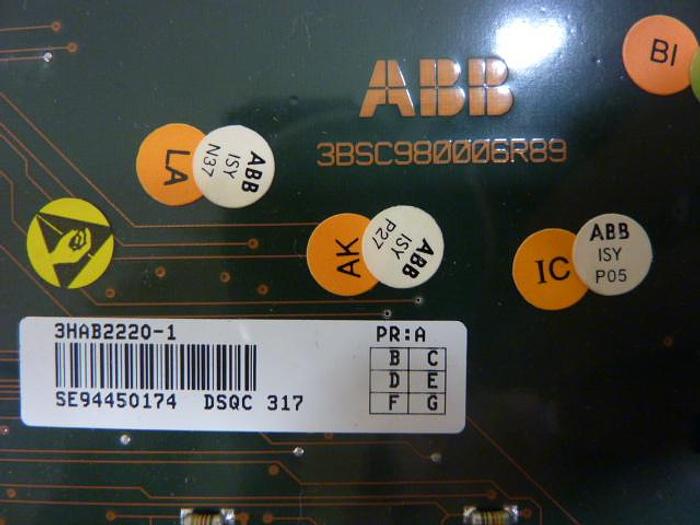 BI
ABB
3BSC980006R89
LA
ABB
ISY
N37
AK
ABB
ISY
P27
IC
ABB
ISY
P05
3HAB2220-1
PR:A
B C
D E
F G
SE94450174 DSQC 317